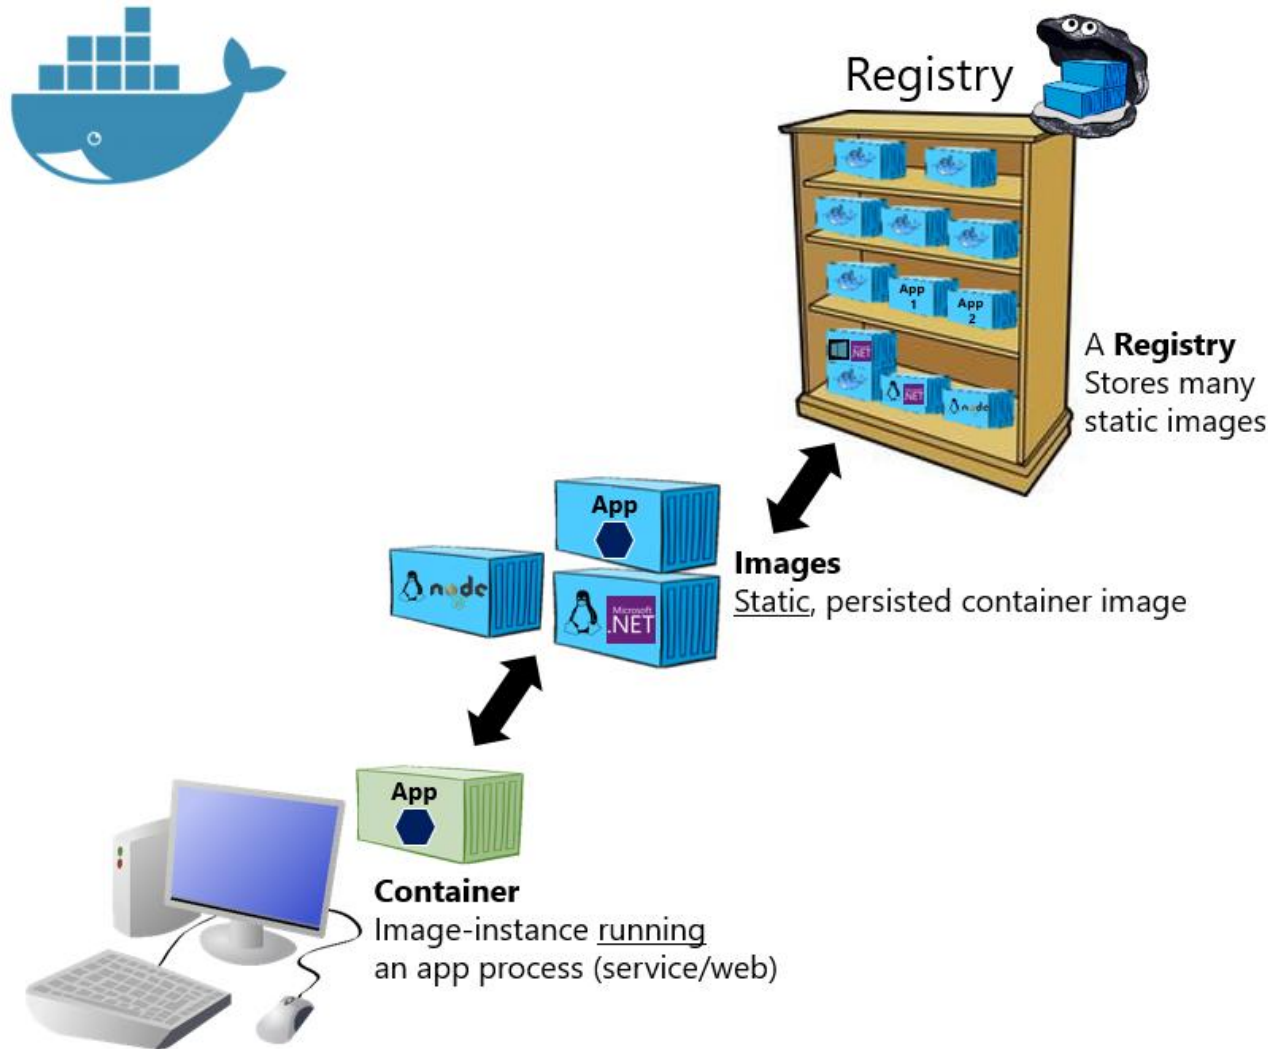 Registry
App
1
App
2
.NET
.NET
node
A Registry
Stores many
static images
App
node
Microsoft
.NET
Images
Static, persisted container image
App
Container
Image-instance running
an app process (service/web)